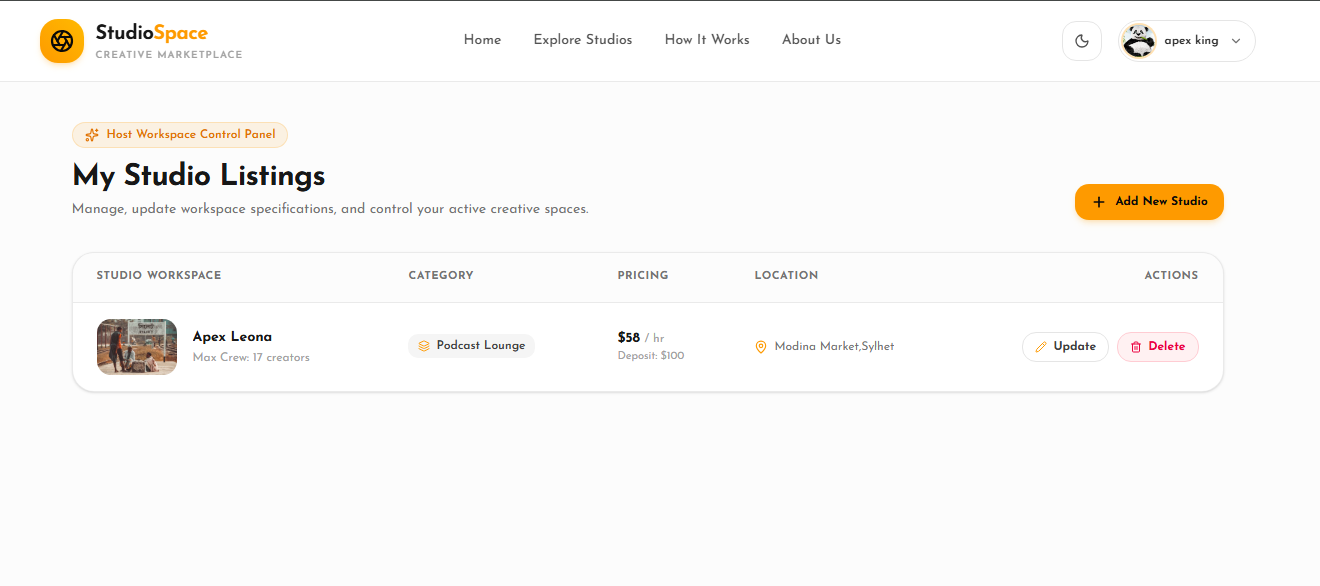 StudioSpace
CREATIVE MARKETPLACE
Home
Explore Studios
How It Works
About Us
apex king
Host Workspace Control Panel
My Studio Listings
Manage, update workspace specifications, and control your active creative spaces.
Add New Studio
STUDIO WORKSPACE
CATEGORY
PRICING
LOCATION
ACTIONS
Apex Leona
Max Crew: 17 creators
Podcast Lounge
$58 / hr
Deposit: $100
Modina Market,Sylhet
Update
Delete